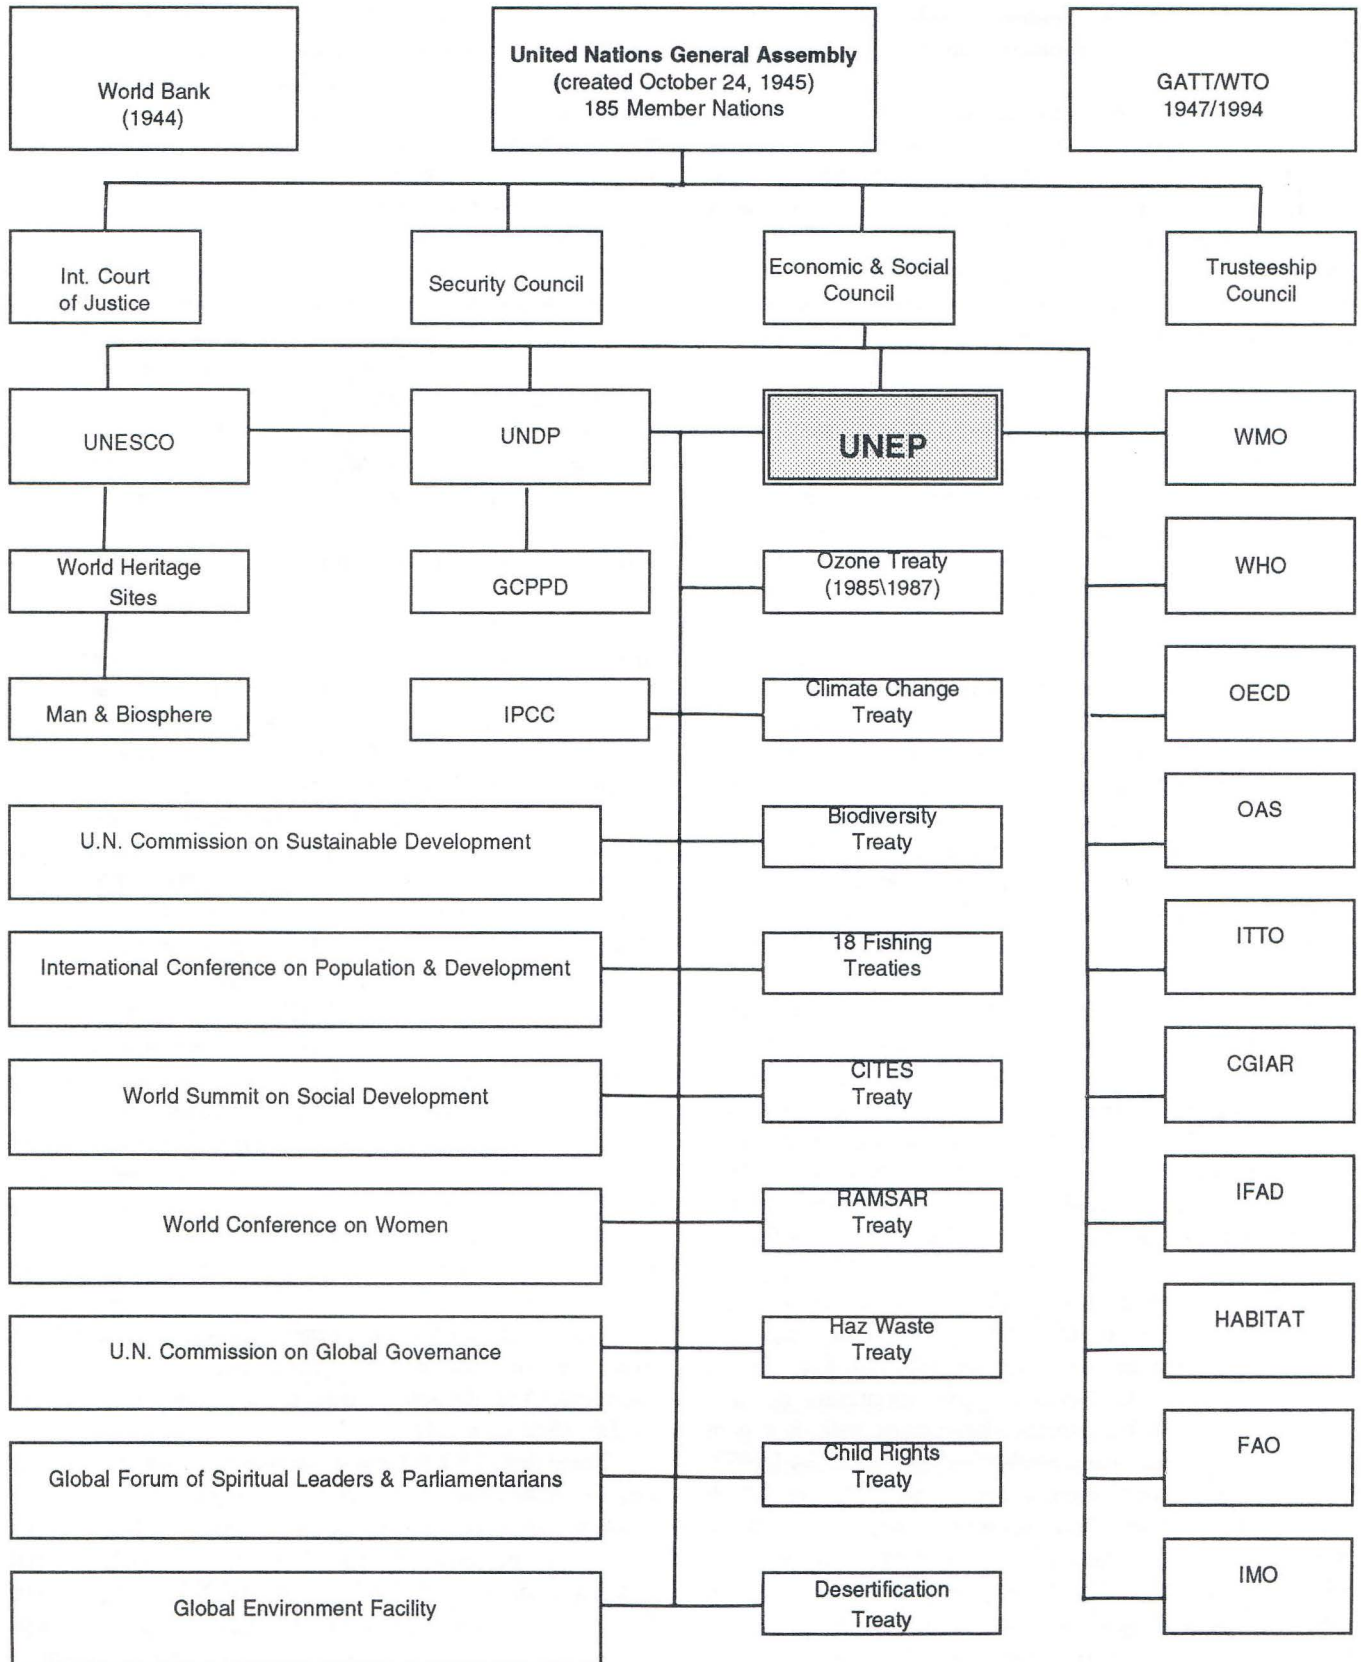 World Bank
(1944)
United Nations General Assembly
(created October 24, 1945)
185 Member Nations
GATT/WTO
1947/1994
Int. Court
of Justice
Security Council
Economic & Social
Council
Trusteeship
Council
UNESCO
UNDP
UNEP
WMO
World Heritage
Sites
GCPPD
Ozone Treaty
(1985\1987)
WHO
Man & Biosphere
IPCC
Climate Change
Treaty
OECD
U.N. Commission on Sustainable Development
Biodiversity
Treaty
OAS
International Conference on Population & Development
18 Fishing
Treaties
ITTO
World Summit on Social Development
CITES
Treaty
CGIAR
World Conference on Women
RAMSAR
Treaty
IFAD
U.N. Commission on Global Governance
Haz Waste
Treaty
HABITAT
Global Forum of Spiritual Leaders & Parliamentarians
Child Rights
Treaty
FAO
Global Environment Facility
Desertification
Treaty
IMO